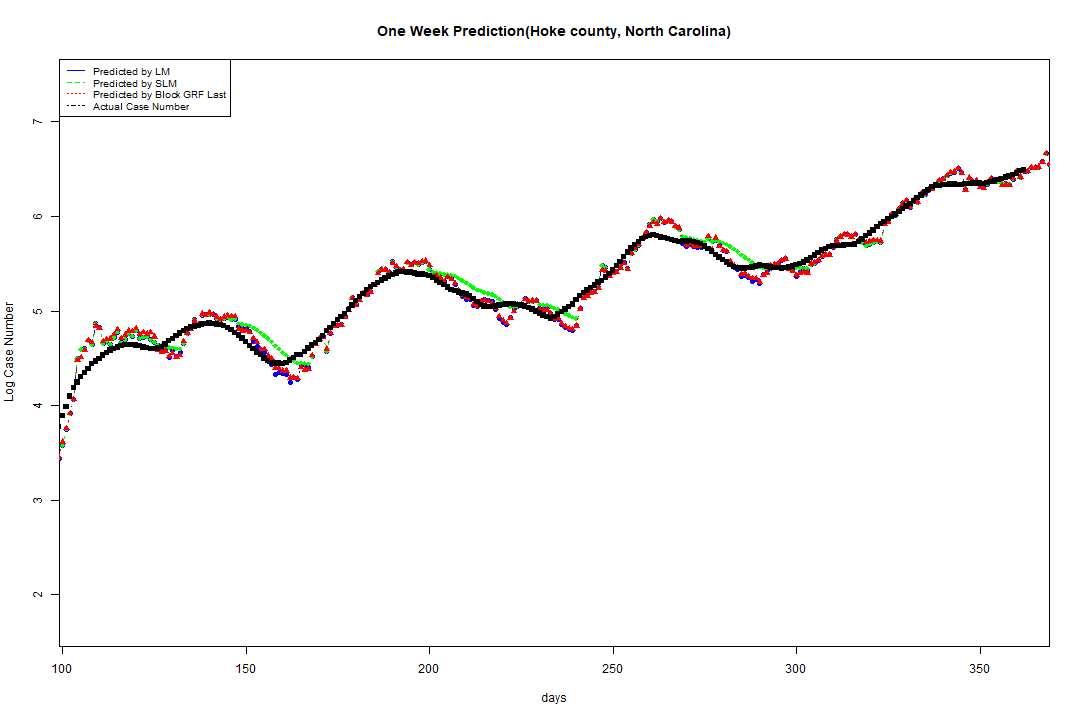 One Week Prediction(Hoke county, North Carolina)
Predicted by LM
Predicted by SLM
Predicted by Block GRF Last
Actual Case Number
7
6
5
4
3
2
Log Case Number
100 150 200 250 300 350
days